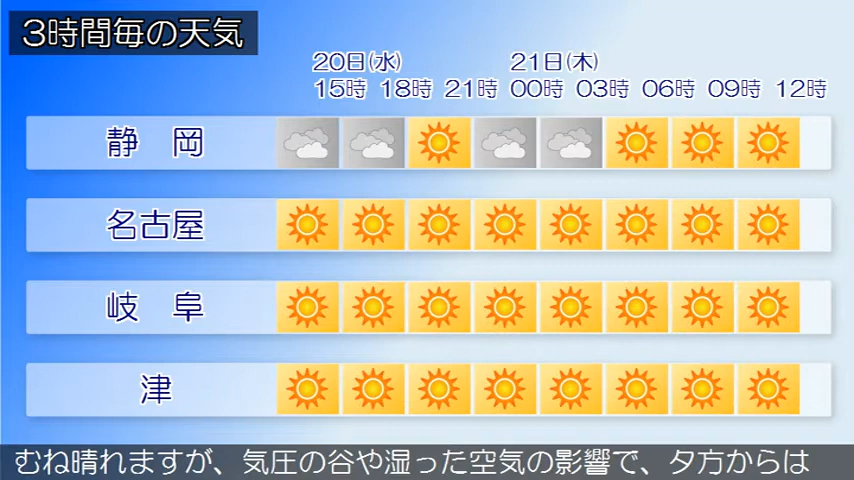 3時間毎の天気
20日(水) 21日(木)
15時 18時 21時 00時 03時 06時 09時 12時
静 岡
名古屋
岐 阜
津
むね晴れますが、気圧の谷や湿った空気の影響で、夕方からは